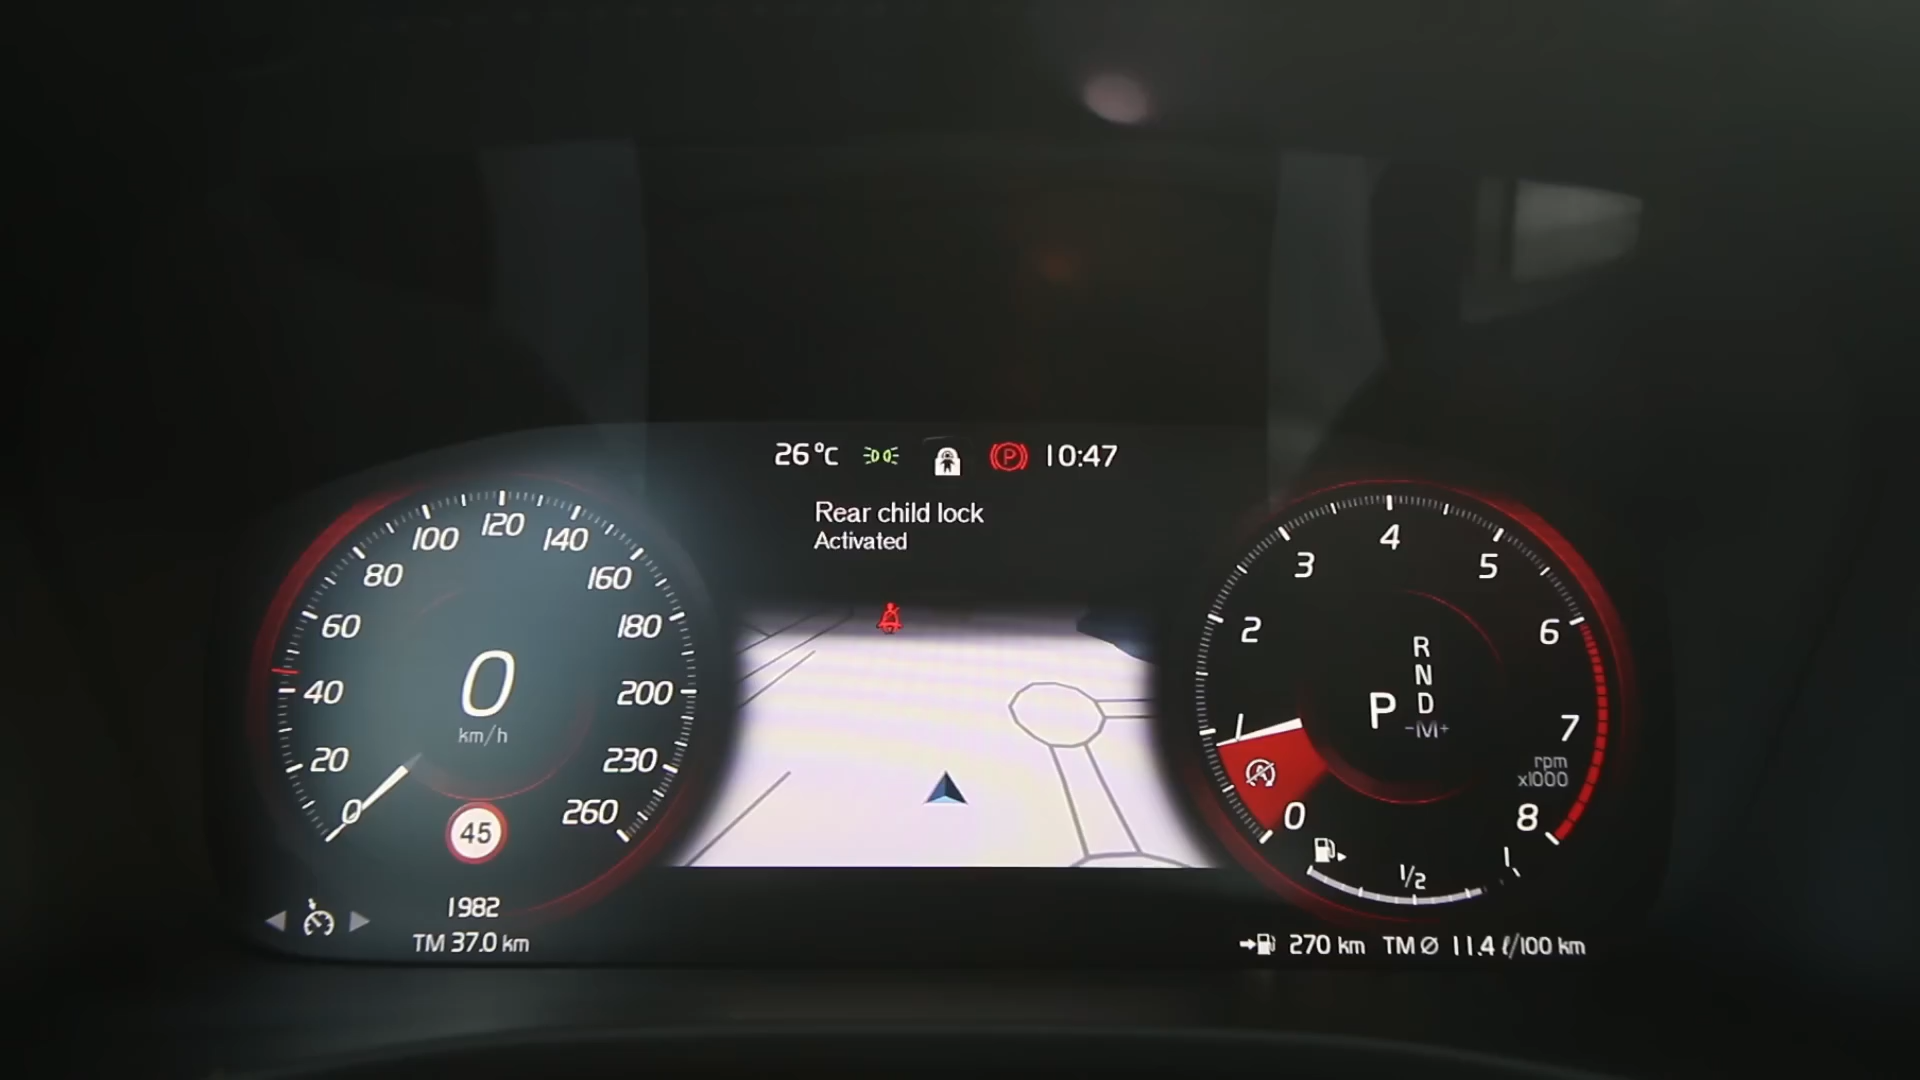 26°C P 10:47
Rear child lock
Activated
0
20
40
60
80
100
120
140
160
180
200
230
260
0
km/h
45
1982
TM 37.0 km
0
1
2
3
4
5
6
7
8
rpm
x1000
R
N
P D
-M+
A
1/2
1
270 km TM Ø 11.4 ℓ/100 km